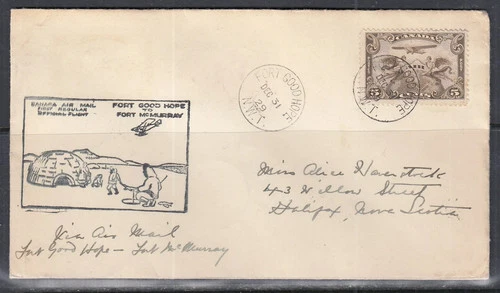 CANADA AIR MAIL
FIRST REGULAR
OFFICIAL FLIGHT
FORT GOOD HOPE
TO
FORT McMURRAY
FORT GOOD HOPE
DEC 31
29
N.W.T.
CANADA
5 5
Miss Alice Haverstock
43 Willow Street
Halifax, Nova Scotia
Via Air Mail
Fort Good Hope — Fort McMurray